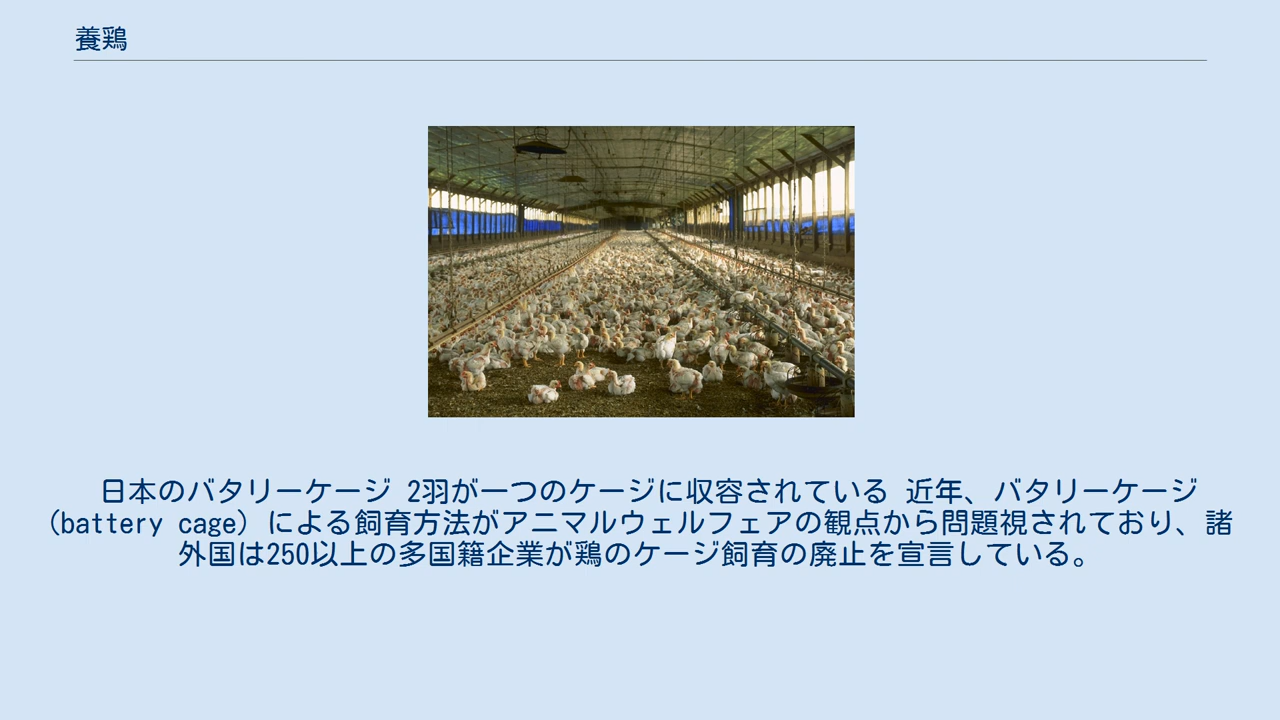 養鶏
日本のバタリーケージ 2羽が一つのケージに収容されている 近年、バタリーケージ
(battery cage) による飼育方法がアニマルウェルフェアの観点から問題視されており、諸
外国は250以上の多国籍企業が鶏のケージ飼育の廃止を宣言している。